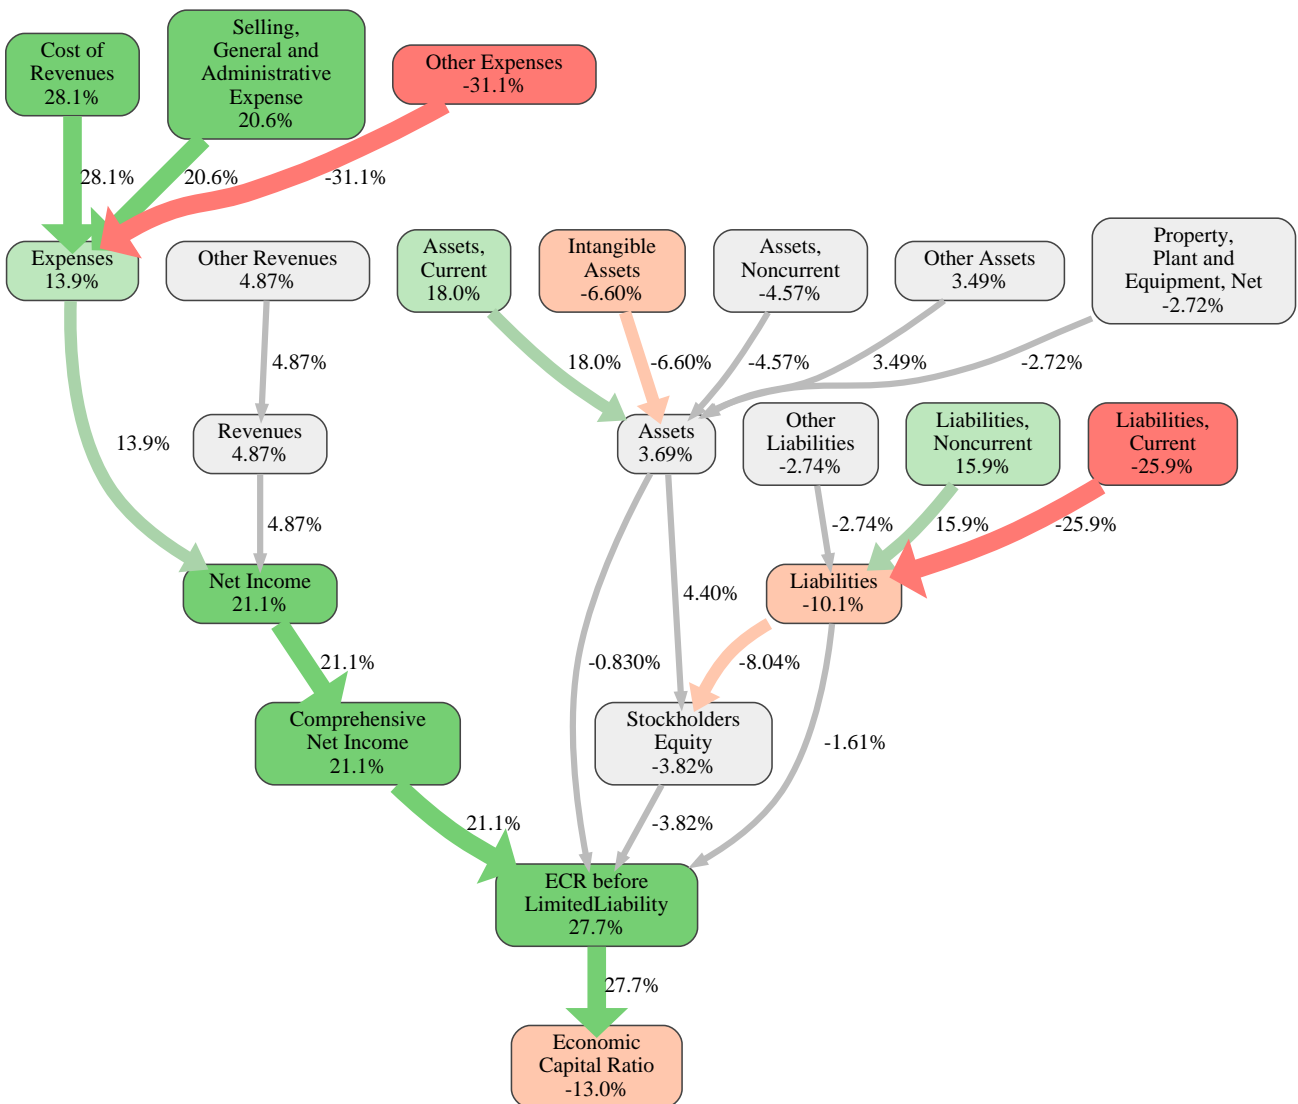 Cost of
Revenues
28.1%
Selling,
General and
Administrative
Expense
20.6%
Other Expenses
-31.1%
28.1%
20.6%
-31.1%
Expenses
13.9%
Other Revenues
4.87%
Assets,
Current
18.0%
Intangible
Assets
-6.60%
Assets,
Noncurrent
-4.57%
Other Assets
3.49%
Property,
Plant and
Equipment, Net
-2.72%
4.87%
18.0%
-6.60%
-4.57%
3.49%
-2.72%
13.9%
Revenues
4.87%
Assets
3.69%
Other
Liabilities
-2.74%
Liabilities,
Noncurrent
15.9%
Liabilities,
Current
-25.9%
4.87%
-2.74%
15.9%
-25.9%
Net Income
21.1%
4.40%
Liabilities
-10.1%
21.1%
-0.830%
-8.04%
Comprehensive
Net Income
21.1%
Stockholders
Equity
-3.82%
-1.61%
21.1%
-3.82%
ECR before
LimitedLiability
27.7%
27.7%
Economic
Capital Ratio
-13.0%